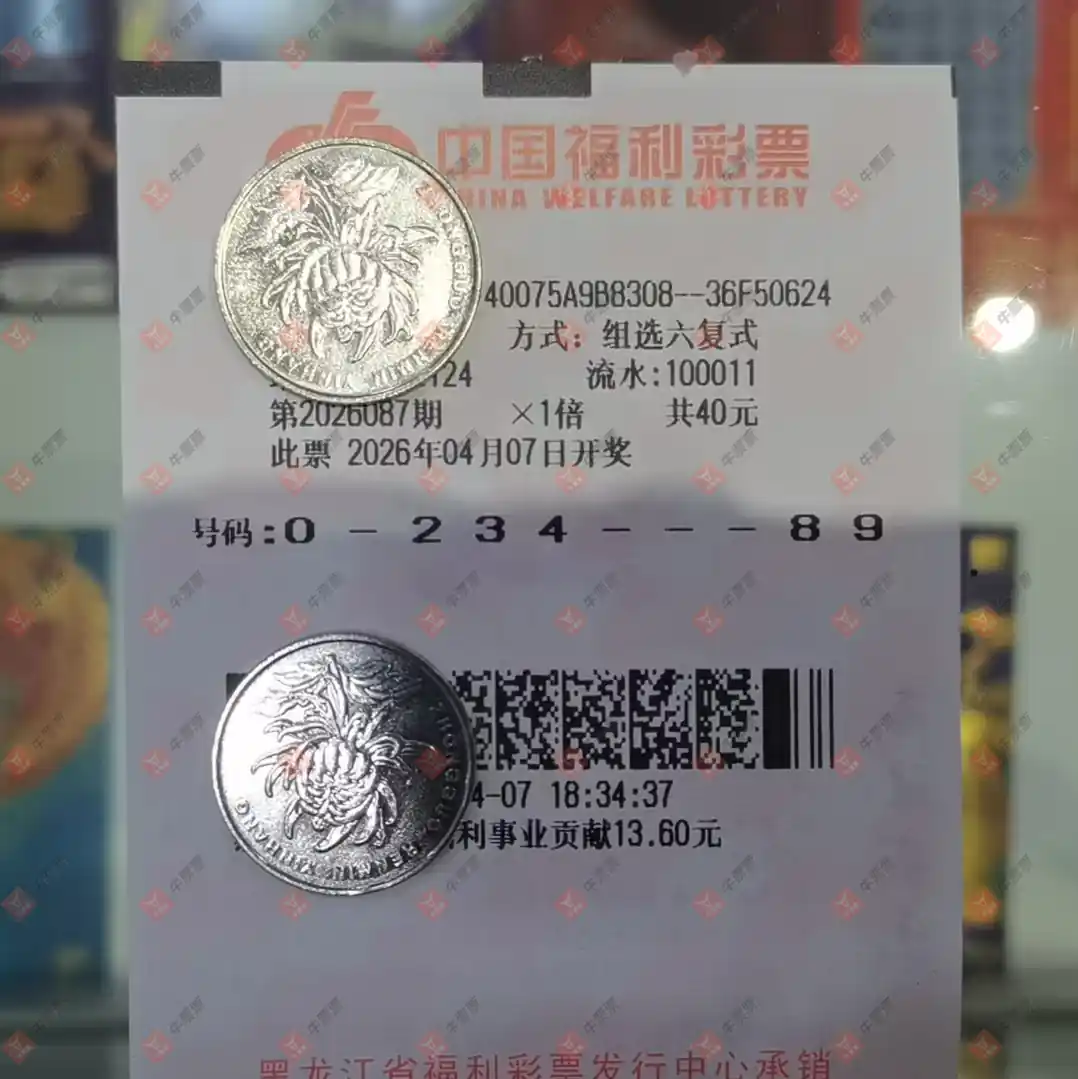 中国福利彩票
HINA WELFARE LOTTERY
40075A9B8308--36F50624
方式：组选六复式
124 流水:100011
第2026087期 ×1倍 共40元
此票 2026年04月07日开奖
号码:0 - 2 3 4 - - - 8 9
4-07 18:34:37
利事业贡献13.60元
黑龙江省福利彩票发行中心承销
牛票票